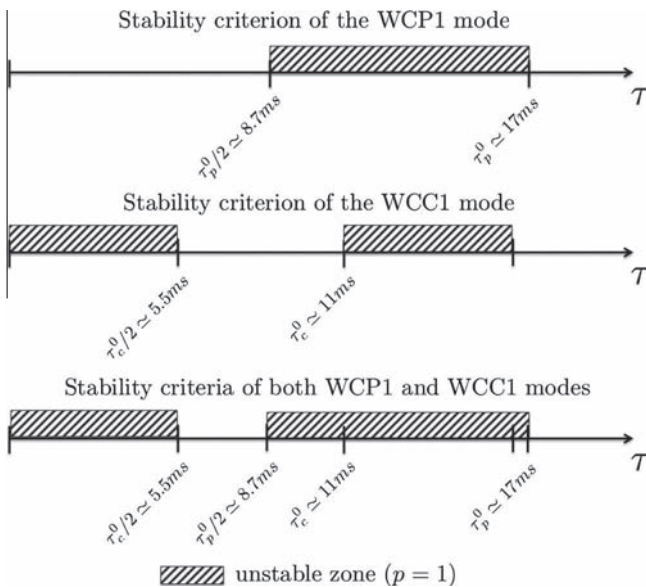 Stability criterion of the WCP1 mode
τ
τ_p^0/2 ≃ 8.7ms
τ_p^0 ≃ 17ms
Stability criterion of the WCC1 mode
τ
τ_c^0/2 ≃ 5.5ms
τ_c^0 ≃ 11ms
Stability criteria of both WCP1 and WCC1 modes
τ
τ_c^0/2 ≃ 5.5ms
τ_p^0/2 ≃ 8.7ms
τ_c^0 ≃ 11ms
τ_p^0 ≃ 17ms
unstable zone (p = 1)